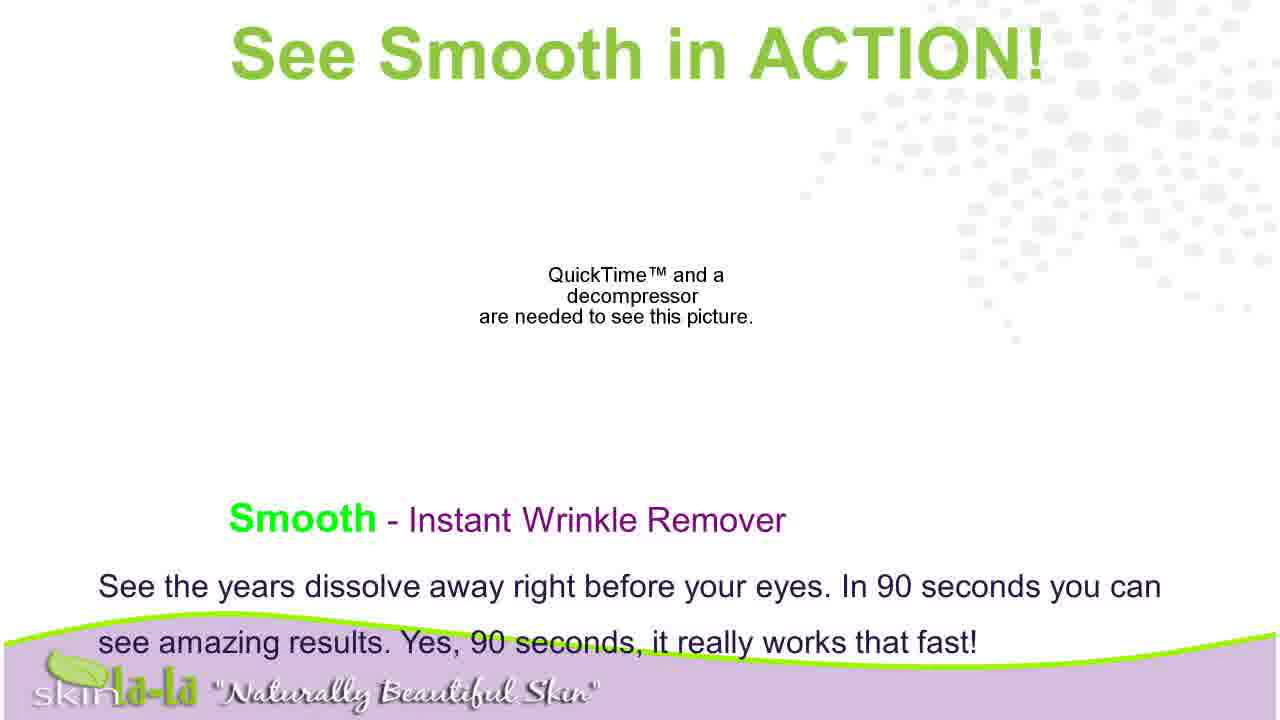 See Smooth in ACTION!
QuickTime™ and a
decompressor
are needed to see this picture.
Smooth - Instant Wrinkle Remover
See the years dissolve away right before your eyes. In 90 seconds you can
see amazing results. Yes, 90 seconds, it really works that fast!
skin la-la "Naturally Beautiful Skin"